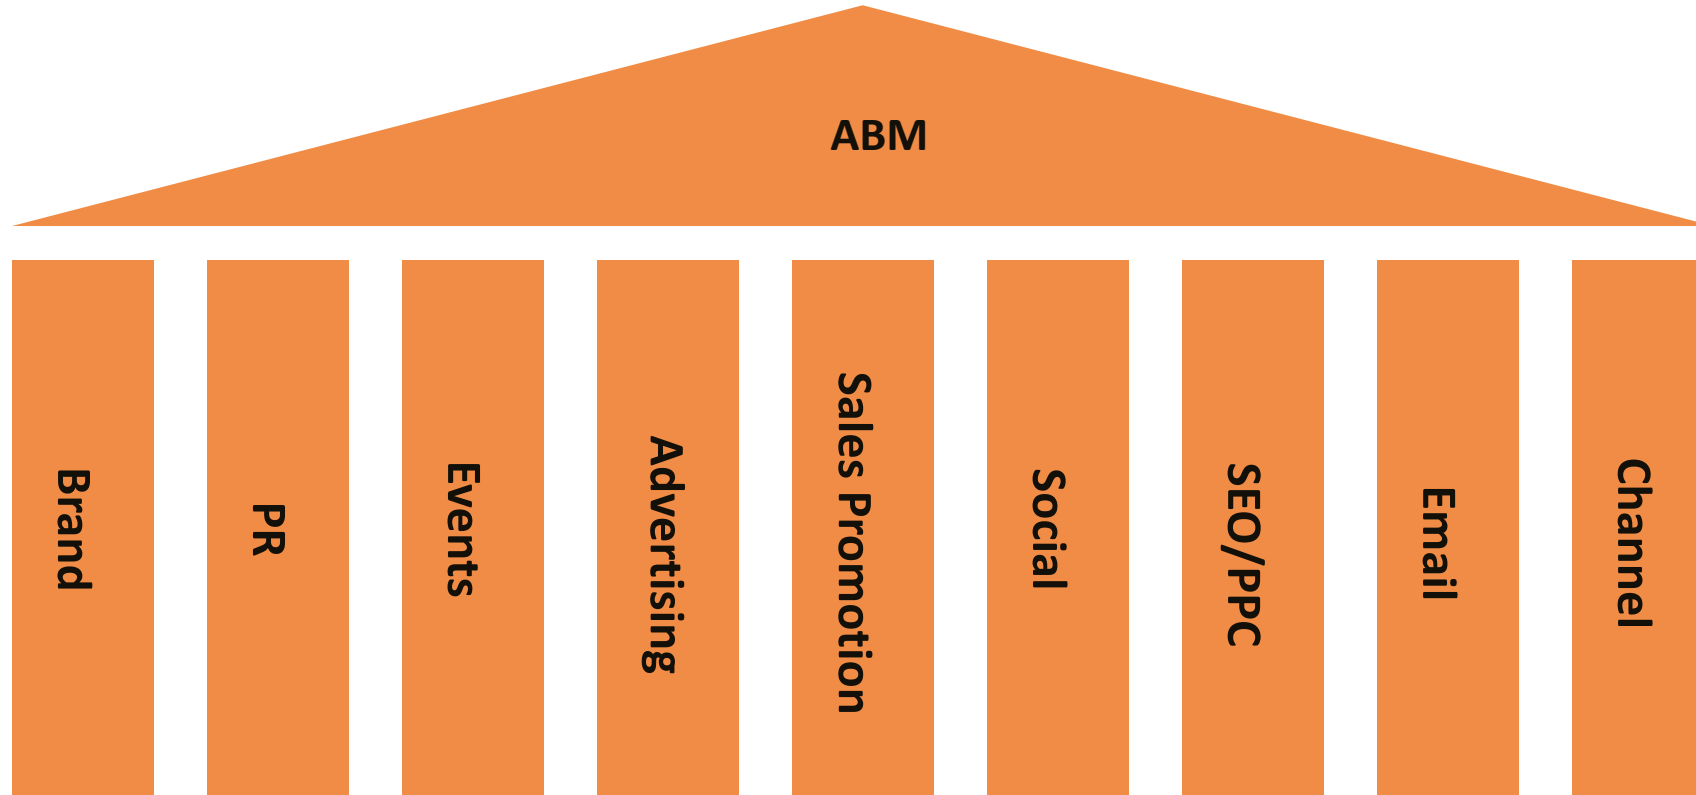 ABM
Brand
PR
Events
Advertising
Sales Promotion
Social
SEO/PPC
Email
Channel